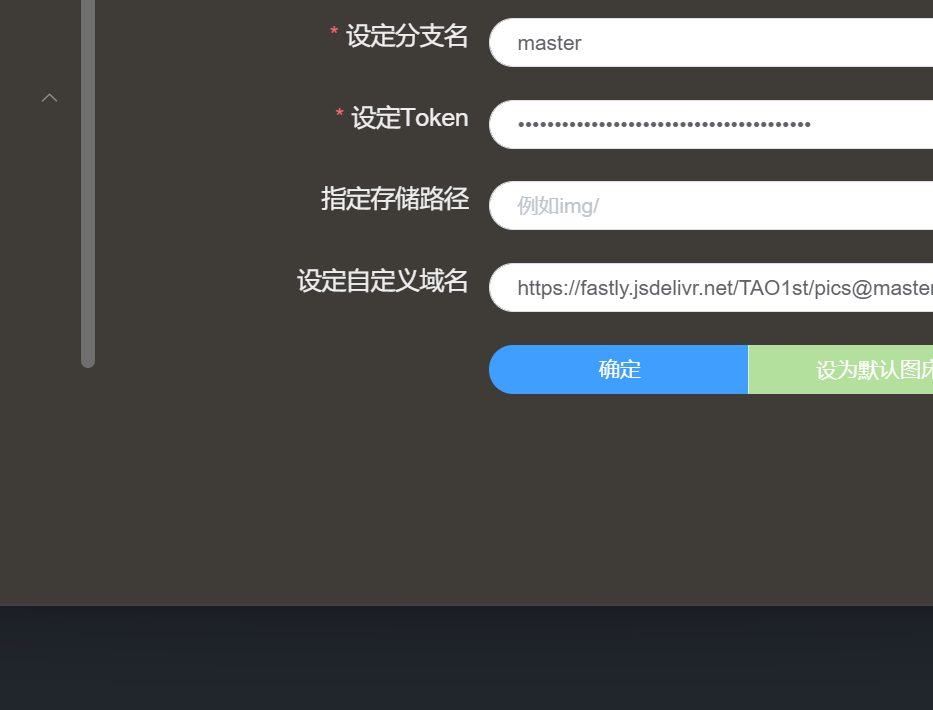 * 设定分支名 master
* 设定Token ••••••••••••••••••••••••••••••••••••••••
指定存储路径 例如img/
设定自定义域名 https://fastly.jsdelivr.net/TAO1st/pics@master
确定 设为默认图床